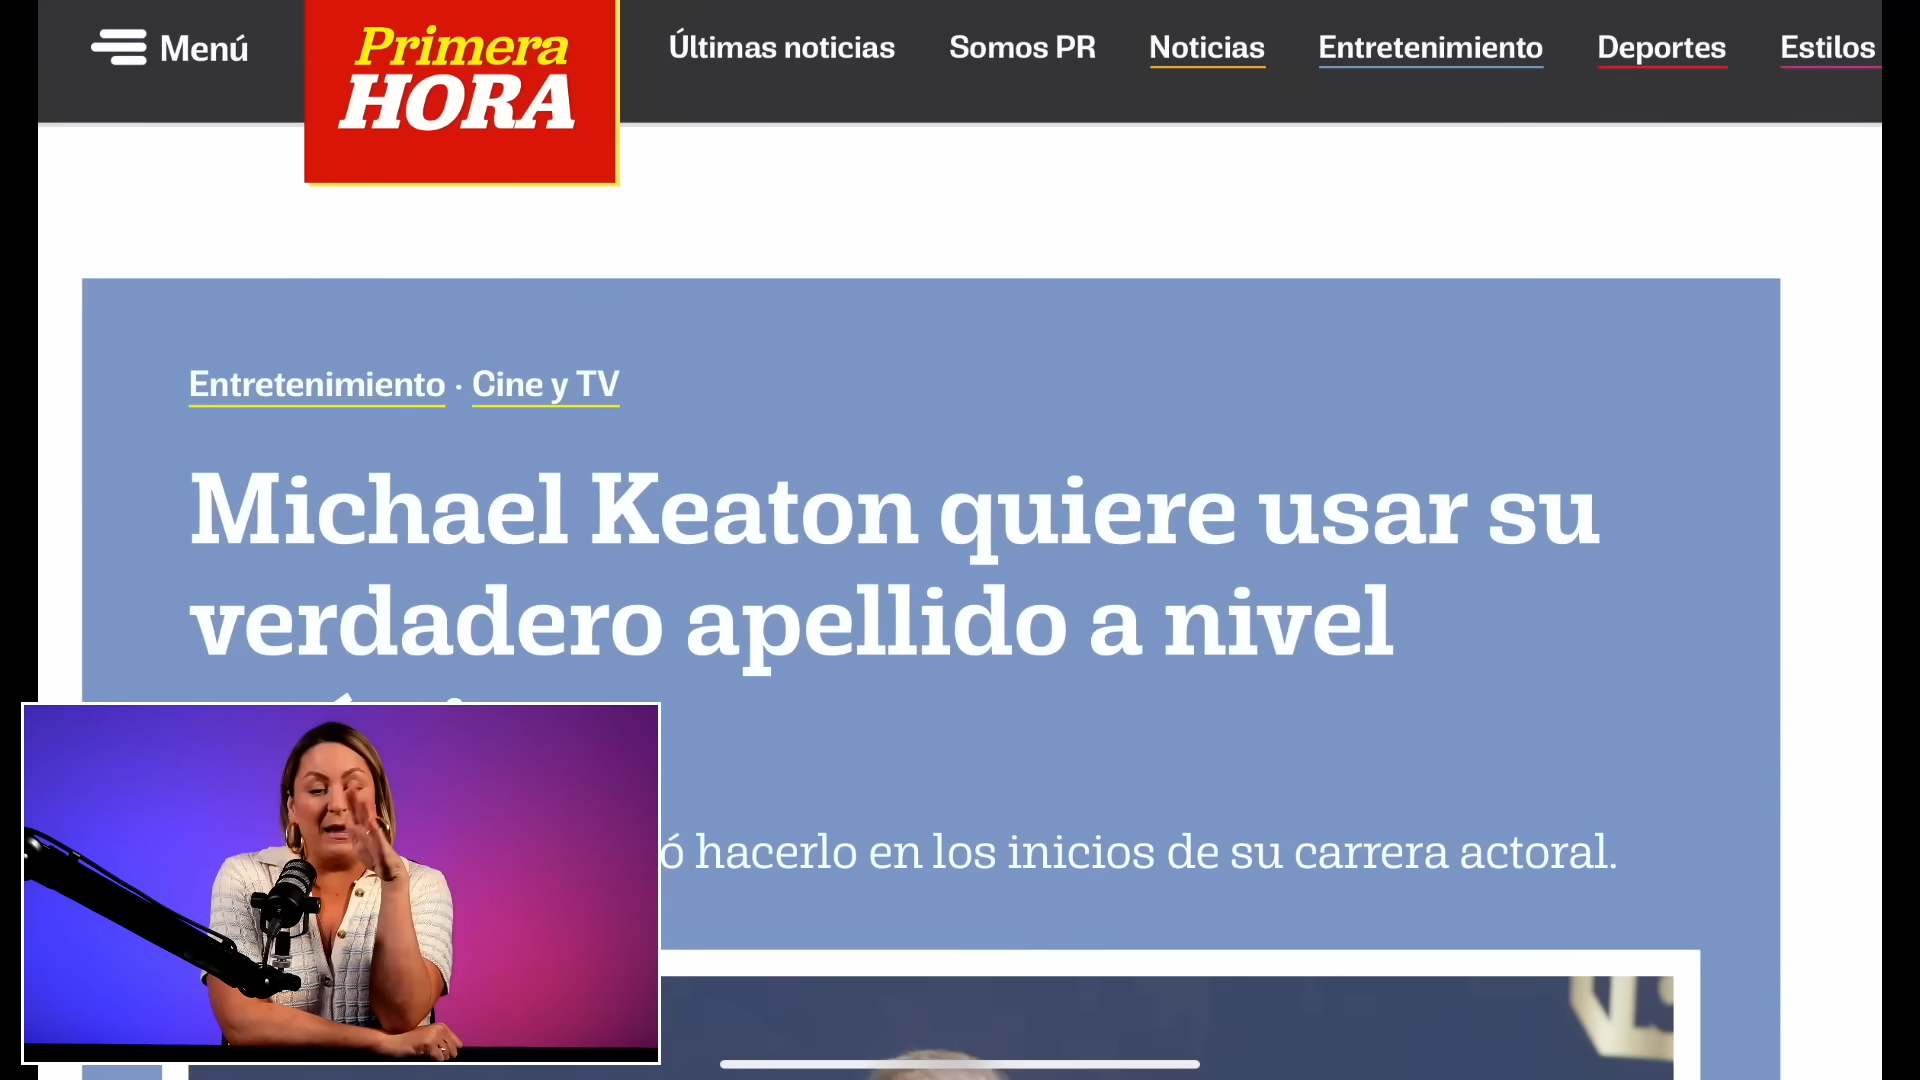 Menú
Primera
HORA
Últimas noticias
Somos PR
Noticias
Entretenimiento
Deportes
Estilos
Entretenimiento · Cine y TV
Michael Keaton quiere usar su
verdadero apellido a nivel
hacerlo en los inicios de su carrera actoral.